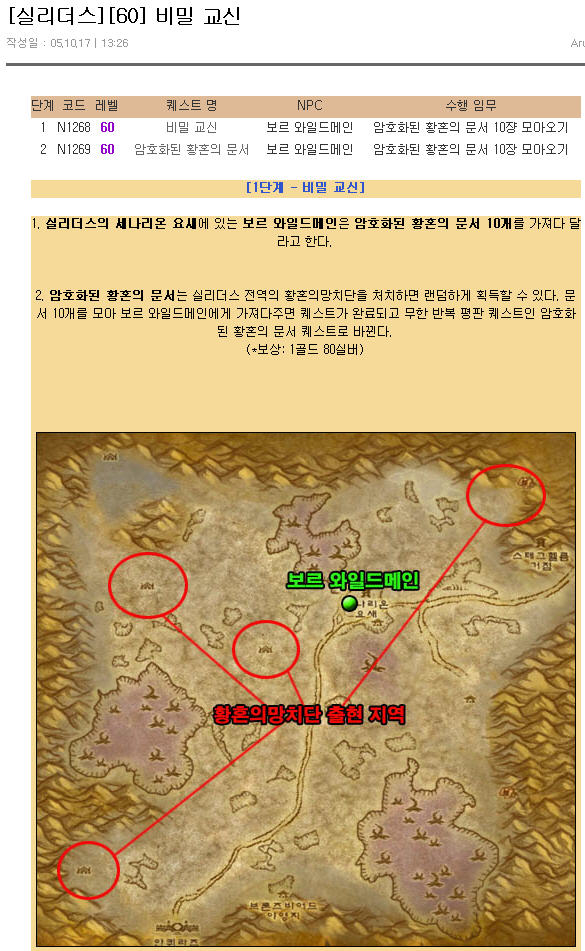 [실리더스][60] 비밀 교신
작성일 : 05,10,17 | 13:26
단계 코드 레벨 퀘스트 명 NPC 수행 임무
1 N1268 60 비밀 교신 보르 와일드메인 암호화된 황혼의 문서 10쟝 모아오기
2 N1269 60 암호화된 황혼의 문서 보르 와일드메인 암호화된 황혼의 문서 10장 모아오기
[1단계 - 비밀 교신]
1. 실리더스의 세나리온 요새에 있는 보르 와일드메인은 암호화된 황혼의 문서 10개를 가져다 달
라고 한다.
2. 암호화된 황혼의 문서는 실리더스 전역의 황혼의망치단을 처치하면 랜덤하게 획득할 수 있다. 문
서 10개를 모아 보르 와일드메인에게 가져다주면 퀘스트가 완료되고 무한 반복 평판 퀘스트인 암호화
된 황혼의 문서 퀘스트로 바뀐다.
(*보상: 1골드 80실버)
스태그헬름
거점
보르 와일드메인
나리온
요새
황혼의망치단 출현 지역
브론즈비어드
야영지
안퀴라즈